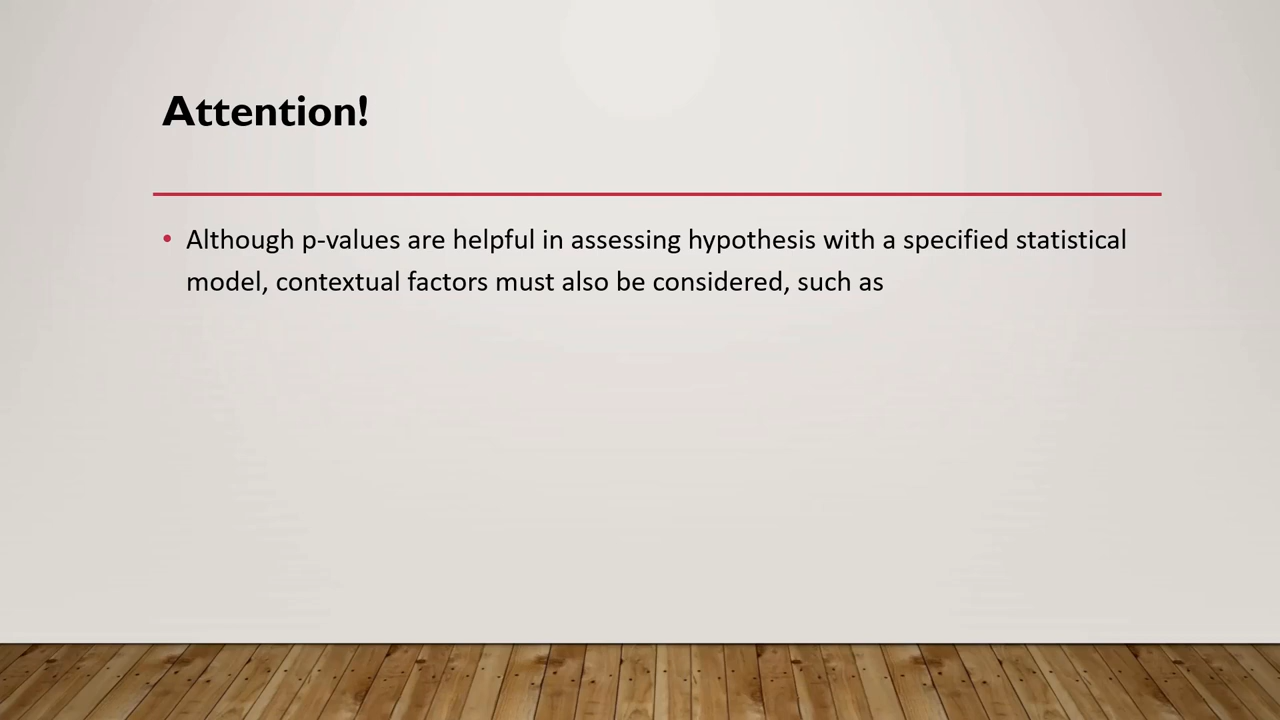 Attention!
• Although p-values are helpful in assessing hypothesis with a specified statistical
model, contextual factors must also be considered, such as